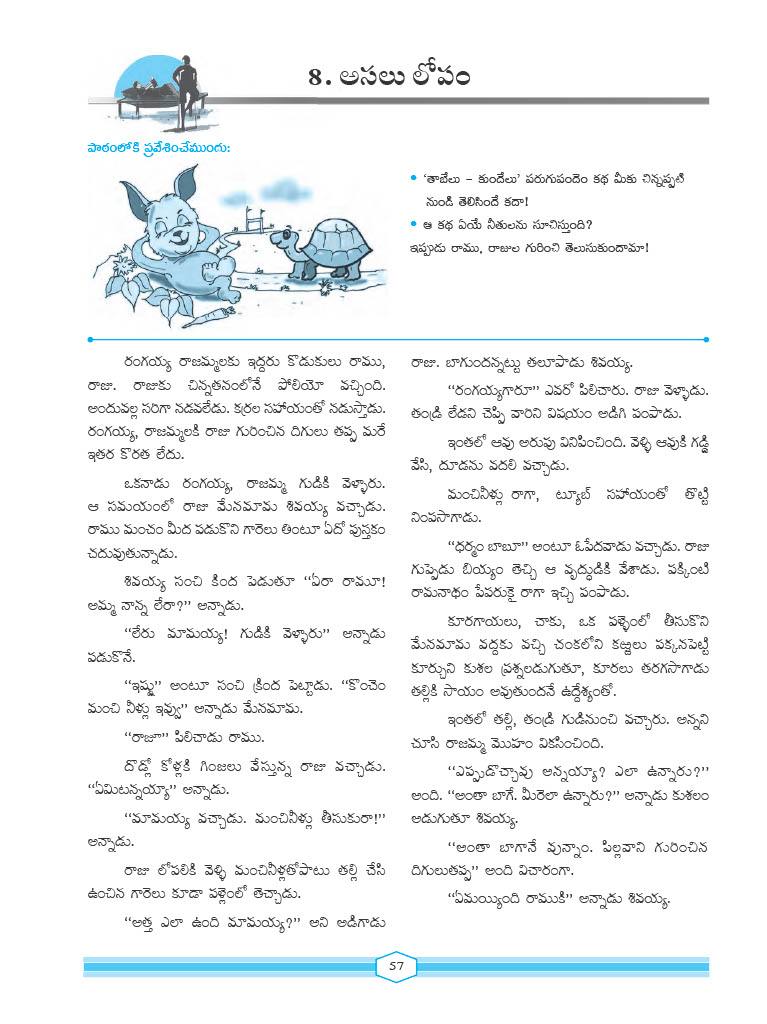 8. అసలు లోపం
పాఠంలోకి ప్రవేశించేముందు:
• ‘తాబేలు – కుందేలు’ పరుగుపందెం కథ మీకు చిన్నప్పటి
నుండి తెలిసిందే కదా!
• ఆ కథ ఏయే నీతులను సూచిస్తుంది?
ఇప్పుడు రాము, రాజుల గురించి తెలుసుకుందామా!
రంగయ్య రాజమ్మలకు ఇద్దరు కొడుకులు రాము,
రాజు. రాజుకు చిన్నతనంలోనే పోలియో వచ్చింది.
అందువల్ల సరిగా నడవలేడు. కర్రల సహాయంతో నడుస్తాడు.
రంగయ్య, రాజమ్మలకి రాజు గురించిన దిగులు తప్ప మరే
ఇతర కొరత లేదు.
ఒకనాడు రంగయ్య, రాజమ్మ గుడికి వెళ్ళారు.
ఆ సమయంలో రాజు మేనమామ శివయ్య వచ్చాడు.
రాము మంచం మీద పడుకొని గారెలు తింటూ ఏదో పుస్తకం
చదువుతున్నాడు.
శివయ్య సంచి కింద పెడుతూ “ఏరా రామూ!
అమ్మ నాన్న లేరా?” అన్నాడు.
“లేరు మామయ్య! గుడికి వెళ్ళారు” అన్నాడు
పడుకొనే.
“ఇష్ష” అంటూ సంచి క్రింద పెట్టాడు. “కొంచెం
మంచి నీళ్లు ఇవ్వు” అన్నాడు మేనమామ.
“రాజూ” పిలిచాడు రాము.
దొడ్లో కోళ్లకి గింజలు వేస్తున్న రాజు వచ్చాడు.
“ఏమిటన్నయ్యా” అన్నాడు.
“మామయ్య వచ్చాడు. మంచినీళ్లు తీసుకురా!”
అన్నాడు.
రాజు లోపలికి వెళ్ళి మంచినీళ్లతోపాటు తల్లి చేసి
ఉంచిన గారెలు కూడా పళ్లెంలో తెచ్చాడు.
“అత్త ఎలా ఉంది మామయ్య?” అని అడిగాడు
రాజు. బాగుందన్నట్టు తలూపాడు శివయ్య.
“రంగయ్యగారూ” ఎవరో పిలిచారు. రాజు వెళ్ళాడు.
తండ్రి లేడని చెప్పి వారిని విషయం అడిగి పంపాడు.
ఇంతలో ఆవు అరుపు వినిపించింది. వెళ్ళి ఆవుకి గడ్డి
వేసి, దూడను వదలి వచ్చాడు.
మంచినీళ్లు రాగా, ట్యూబ్ సహాయంతో తొట్టి
నింపసాగాడు.
“ధర్మం బాబూ” అంటూ ఓపేదవాడు వచ్చాడు. రాజు
గుప్పెడు బియ్యం తెచ్చి ఆ వృద్ధుడికి వేశాడు. పక్కింటి
రామనాథం పేపరుకై రాగా ఇచ్చి పంపాడు.
కూరగాయలు, చాకు, ఒక పళ్ళెంలో తీసుకొని
మేనమామ వద్దకు వచ్చి చంకలోని కఱ్ఱలు పక్కనపెట్టి
కూర్చుని కుశల ప్రశ్నలడుగుతూ, కూరలు తరగసాగాడు
తల్లికి సాయం అవుతుందనే ఉద్దేశ్యంతో.
ఇంతలో తల్లి, తండ్రి గుడినుంచి వచ్చారు. అన్నని
చూసి రాజమ్మ మొహం వికసించింది.
“ఎప్పుడొచ్చావు అన్నయ్యా? ఎలా ఉన్నారు?”
అంది. “అంతా బాగే. మీరెలా ఉన్నారు?” అన్నాడు కుశలం
అడుగుతూ శివయ్య.
“అంతా బాగానే వున్నాం. పిల్లవాని గురించిన
దిగులుతప్ప” అంది విచారంగా.
“ఏమయ్యింది రాముకి” అన్నాడు శివయ్య.
57